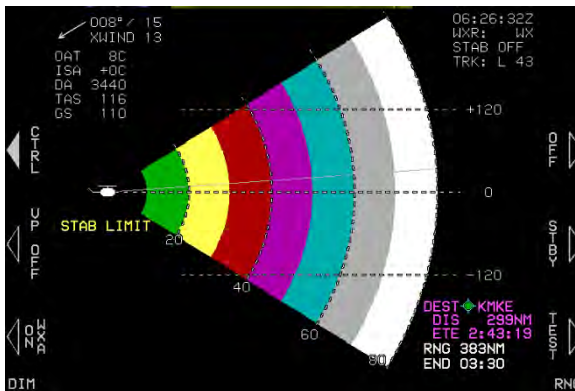 008° / 15
XWIND 13
OAT 8C
ISA +0C
DA 3440
TAS 116
GS 110
06:26:32Z
WXR: WX
STAB OFF
TRK: L 43
CTRL
UP OFF
WXA ON
DIM
OFF
STBY
TEST
RNG
+120
0
-120
STAB LIMIT
20
40
60
80
DEST KMKE
DIS 299NM
ETE 2:43:19
RNG 383NM
END 03:30